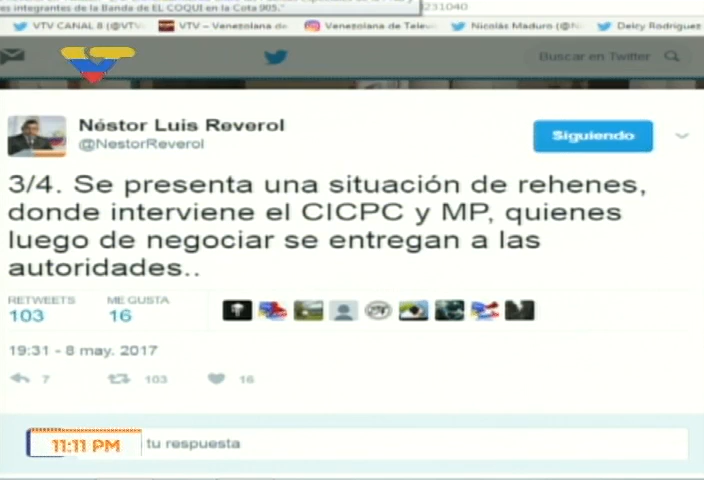 es integrantes de la Banda de EL COQUI en la Cota 905."
231040
VTV CANAL 8 (@VTV
VTV – Venezolana de
Venezolana de Telev
Nicolás Maduro (@N
Delcy Rodríguez
Buscar en Twitter
Néstor Luis Reverol
@NestorReverol
Siguiendo
3/4. Se presenta una situación de rehenes,
donde interviene el CICPC y MP, quienes
luego de negociar se entregan a las
autoridades..
RETWEETS
ME GUSTA
103
16
19:31 - 8 may. 2017
7
103
16
11:11 PM
tu respuesta